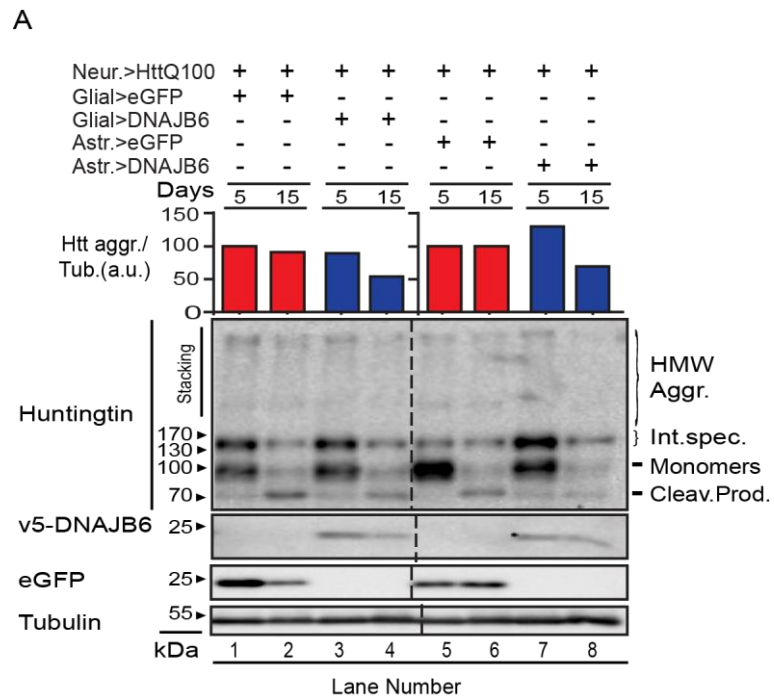 A
Neur.>HttQ100 + + + + + + + +
Glial>eGFP + + - - - - - -
Glial>DNAJB6 - - + + - - - -
Astr.>eGFP - - - - + + - -
Astr.>DNAJB6 - - - - - - + +
Days 5 15 5 15 5 15 5 15
150
100
50
0
Htt aggr./
Tub.(a.u.)
Huntingtin
Stacking
170
130
100
70
HMW
Aggr.
Int.spec.
Monomers
Cleav.Prod.
v5-DNAJB6 25
eGFP 25
Tubulin 55
kDa 1 2 3 4 5 6 7 8
Lane Number